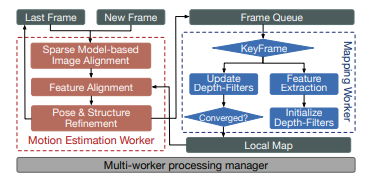 Last Frame
New Frame
Frame Queue
Sparse Model-based
Image Alignment
Feature Alignment
Pose & Structure
Refinement
Motion Estimation Worker
KeyFrame
Update
Depth-Filters
Feature
Extraction
Converged?
Initialize
Depth-Filters
Mapping Worker
Local Map
Multi-worker processing manager